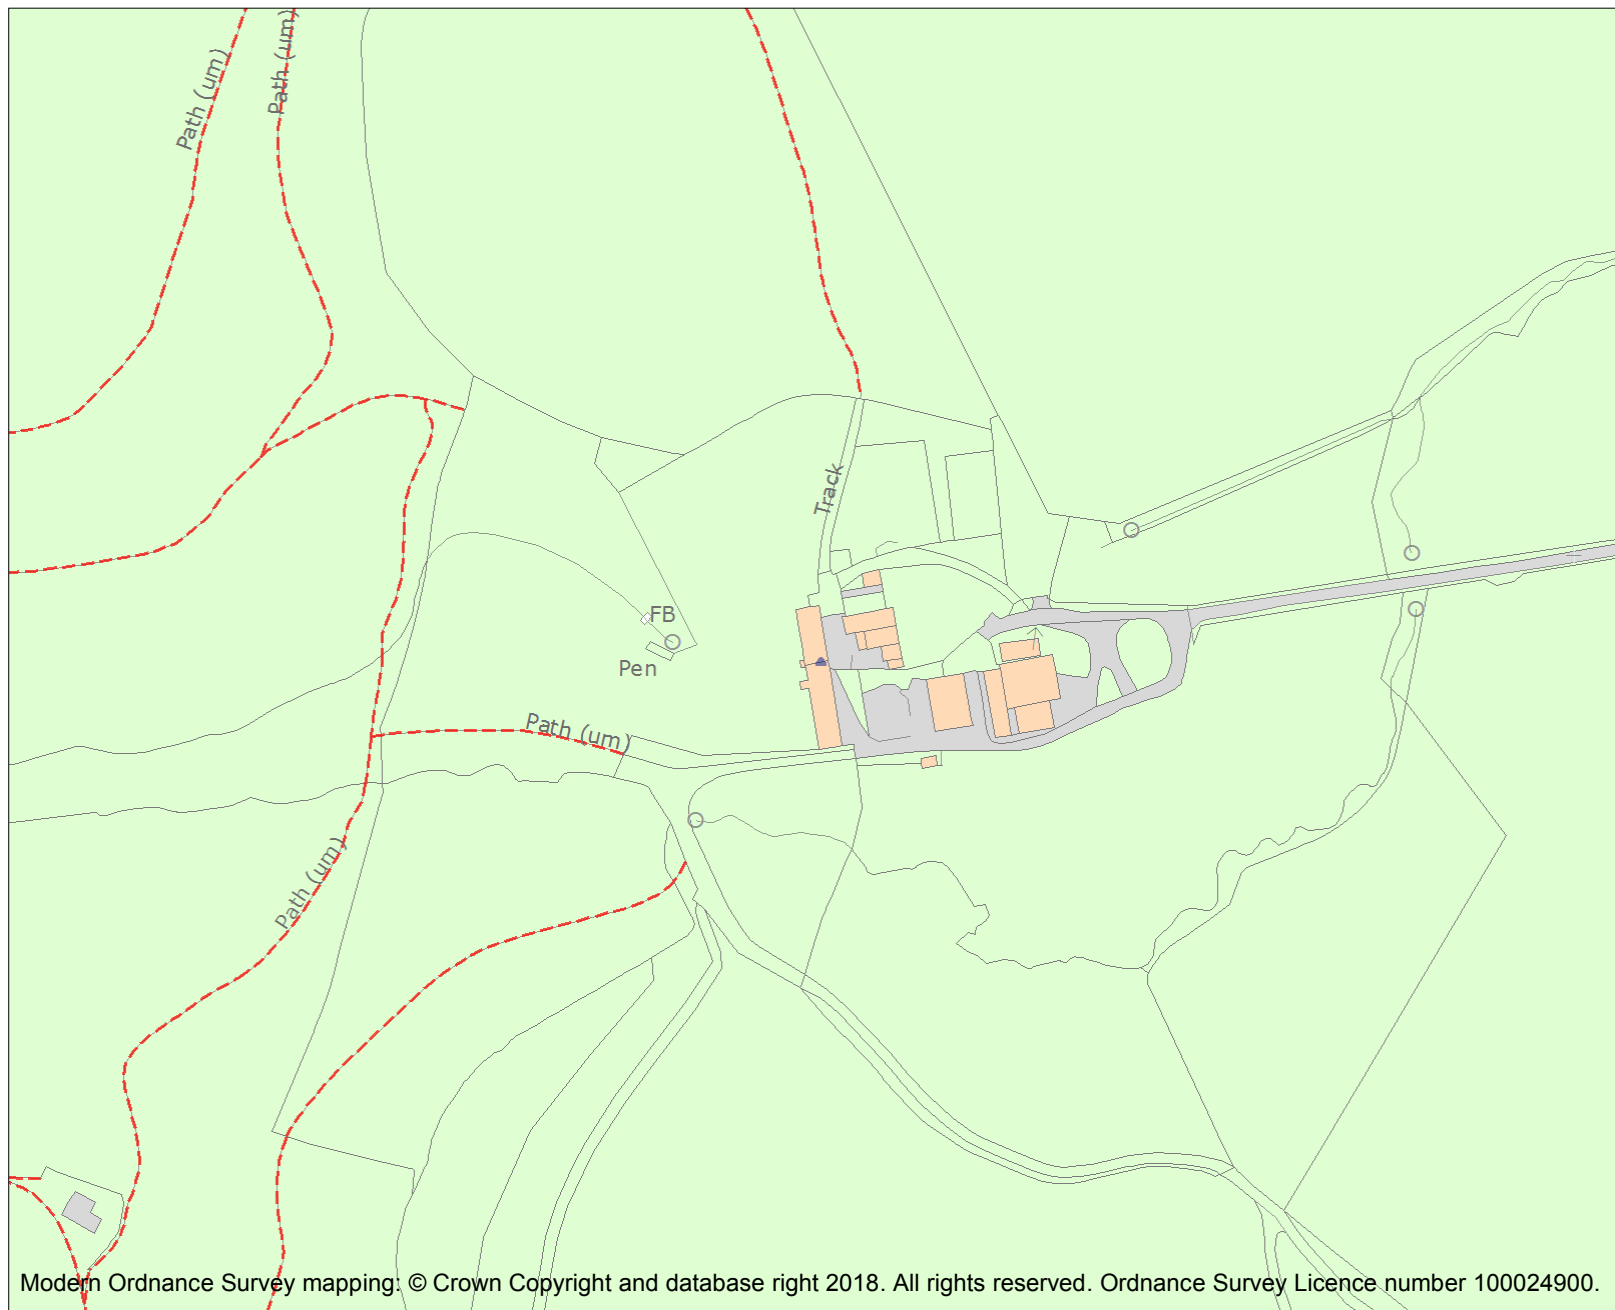 Path (um)
Path (um)
Track
FB
Pen
Path (um)
Path (um)
Modern Ordnance Survey mapping: © Crown Copyright and database right 2018. All rights reserved. Ordnance Survey Licence number 100024900.